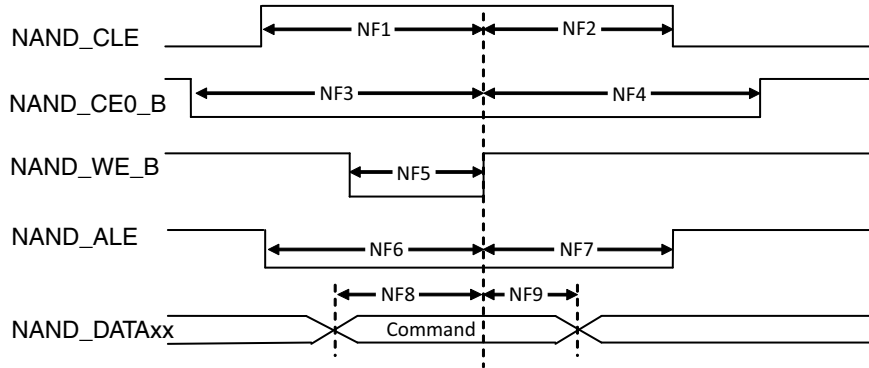 NAND_CLE
NF1
NF2
NAND_CE0_B
NF3
NF4
NAND_WE_B
NF5
NAND_ALE
NF6
NF7
NAND_DATAxx
NF8
NF9
Command